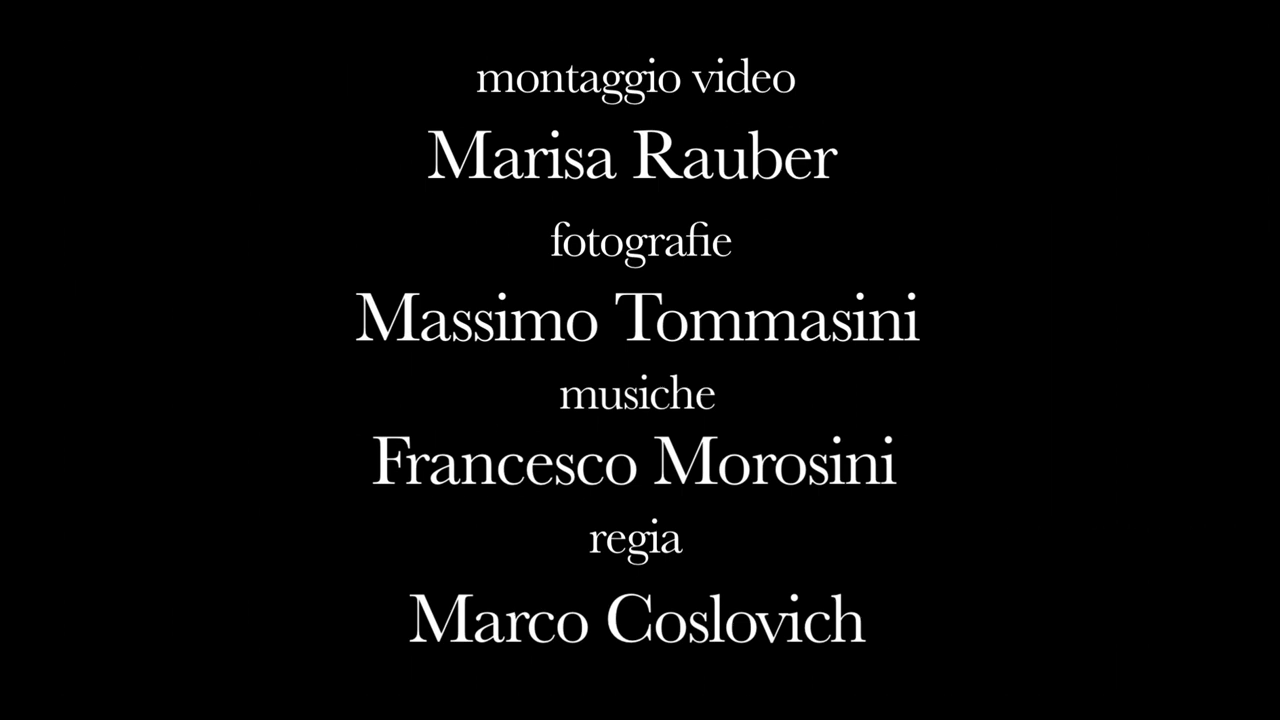 montaggio video
Marisa Rauber
fotografie
Massimo Tommasini
musiche
Francesco Morosini
regia
Marco Coslovich